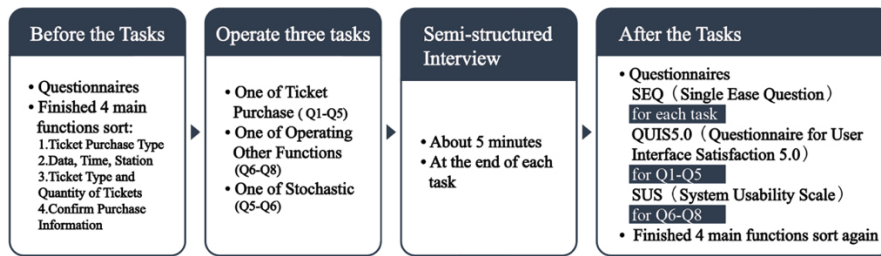 Before the Tasks
• Questionnaires
• Finished 4 main
functions sort:
1.Ticket Purchase Type
2.Data, Time, Station
3.Ticket Type and
Quantity of Tickets
4.Confirm Purchase
Information
Operate three tasks
• One of Ticket
Purchase ( Q1-Q5)
• One of Operating
Other Functions
(Q6-Q8)
• One of Stochastic
(Q5-Q6)
Semi-structured
Interview
• About 5 minutes
• At the end of each
task
After the Tasks
• Questionnaires
SEQ（Single Ease Question）
for each task
QUIS5.0（Questionnaire for User
Interface Satisfaction 5.0）
for Q1-Q5
SUS（System Usability Scale）
for Q6-Q8
• Finished 4 main functions sort again